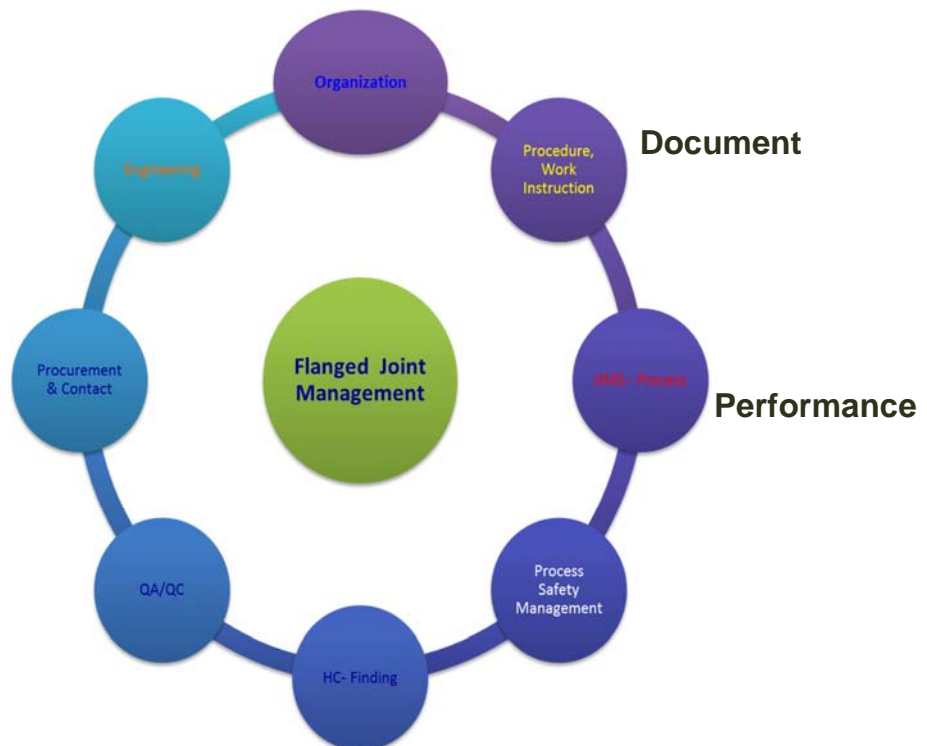 Organization
Document
Procedure,
Work
Instruction
Engineering
Flanged Joint
Management
Procurement
& Contact
Process
Performance
QA/QC
Process
Safety
Management
HC- Finding